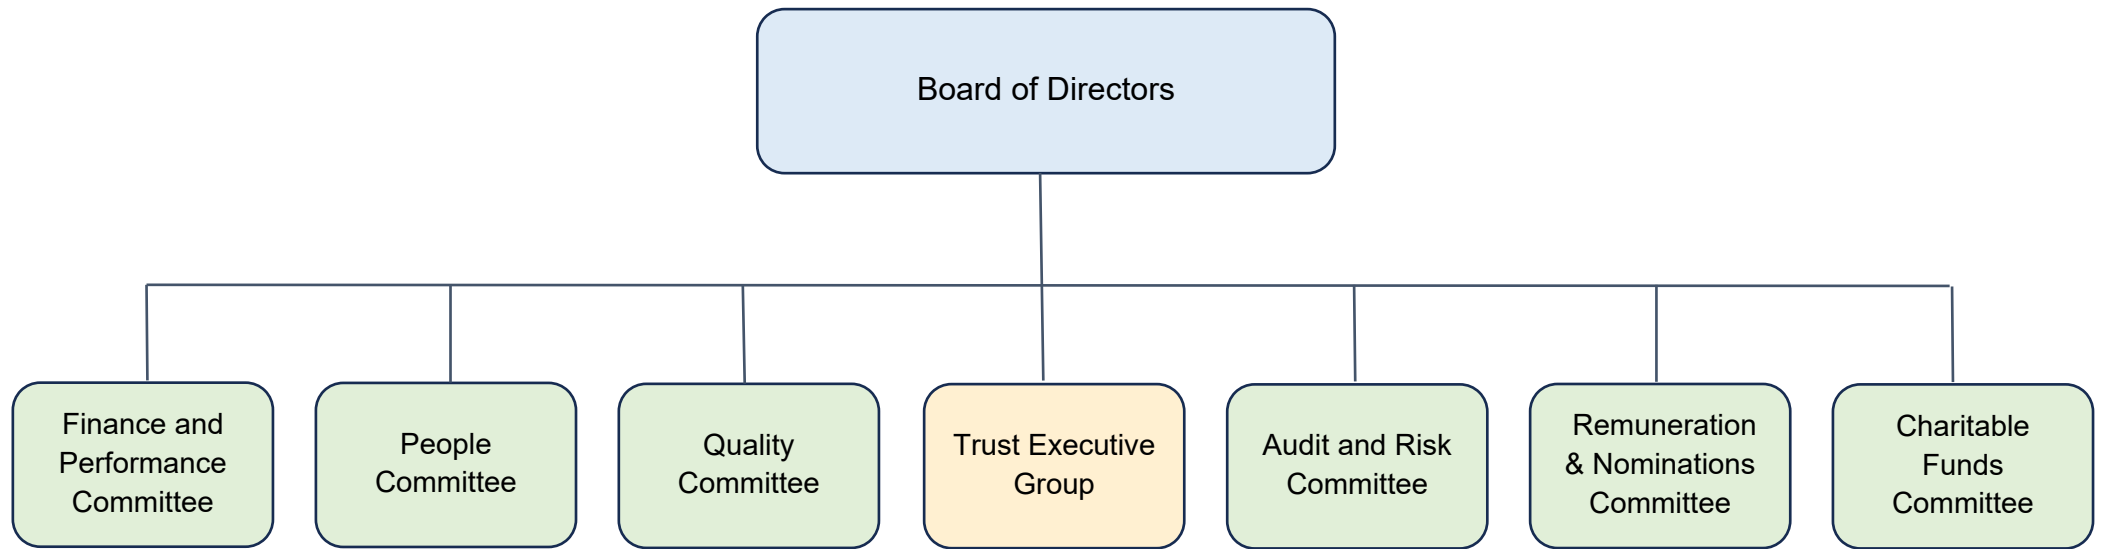 Board of Directors
Finance and
Performance
Committee
People
Committee
Quality
Committee
Trust Executive
Group
Audit and Risk
Committee
Remuneration
& Nominations
Committee
Charitable
Funds
Committee